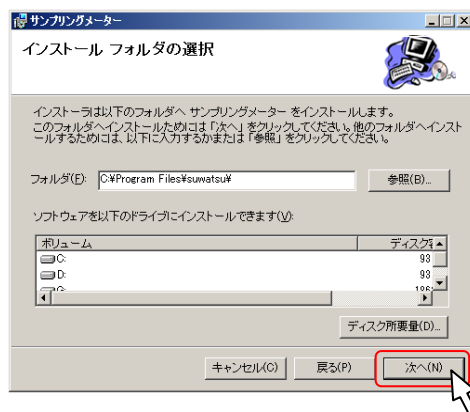 サンプリングメーター
インストール フォルダの選択
インストーラは以下のフォルダへ サンプリングメーター をインストールします。
このフォルダへインストールためには「次へ」をクリックしてください。他のフォルダへインスト
ールするためには、以下に入力するかまたは「参照」をクリックしてください。
フォルダ(F): C:¥Program Files¥suwatsu¥ 参照(B)...
ソフトウェアを以下のドライブにインストールできます(V):
ボリューム ディスク
C: 93
D: 93
ディスク所要量(D)...
キャンセル(C) 戻る(P) 次へ(N)